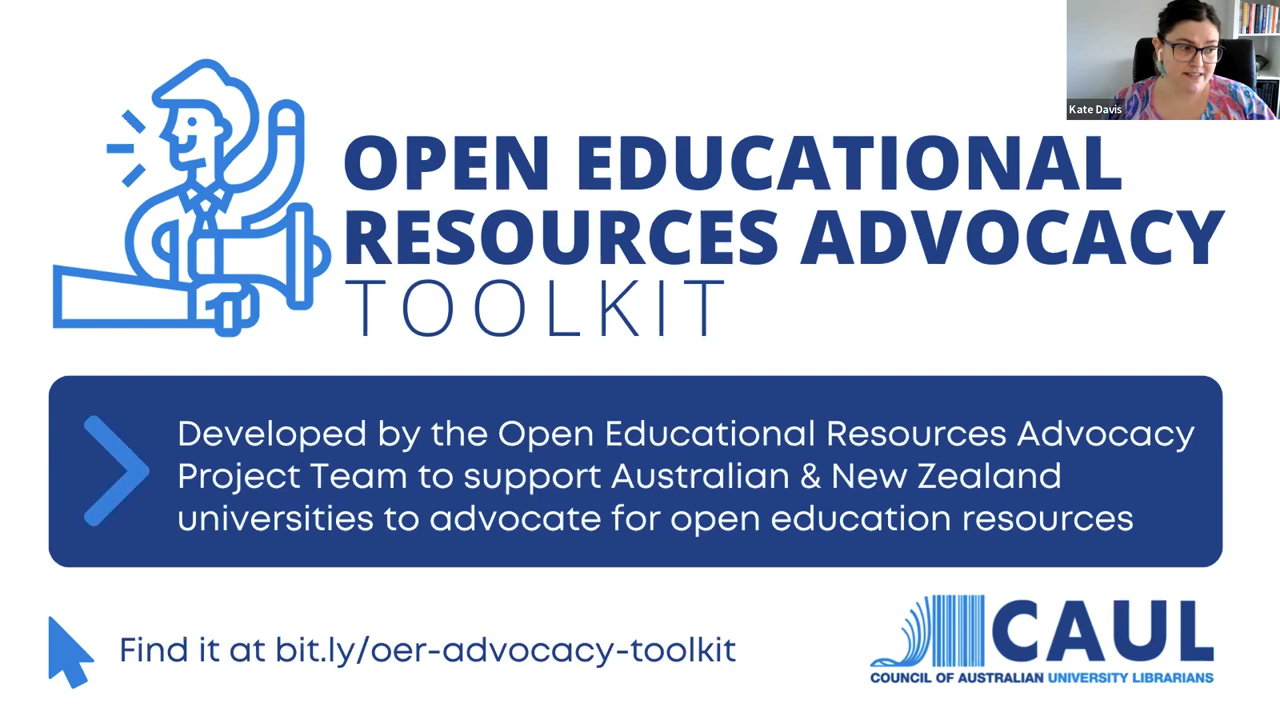 Kate Davis
OPEN EDUCATIONAL
RESOURCES ADVOCACY
TOOLKIT
Developed by the Open Educational Resources Advocacy
Project Team to support Australian & New Zealand
universities to advocate for open education resources
Find it at bit.ly/oer-advocacy-toolkit
CAUL
COUNCIL OF AUSTRALIAN UNIVERSITY LIBRARIANS